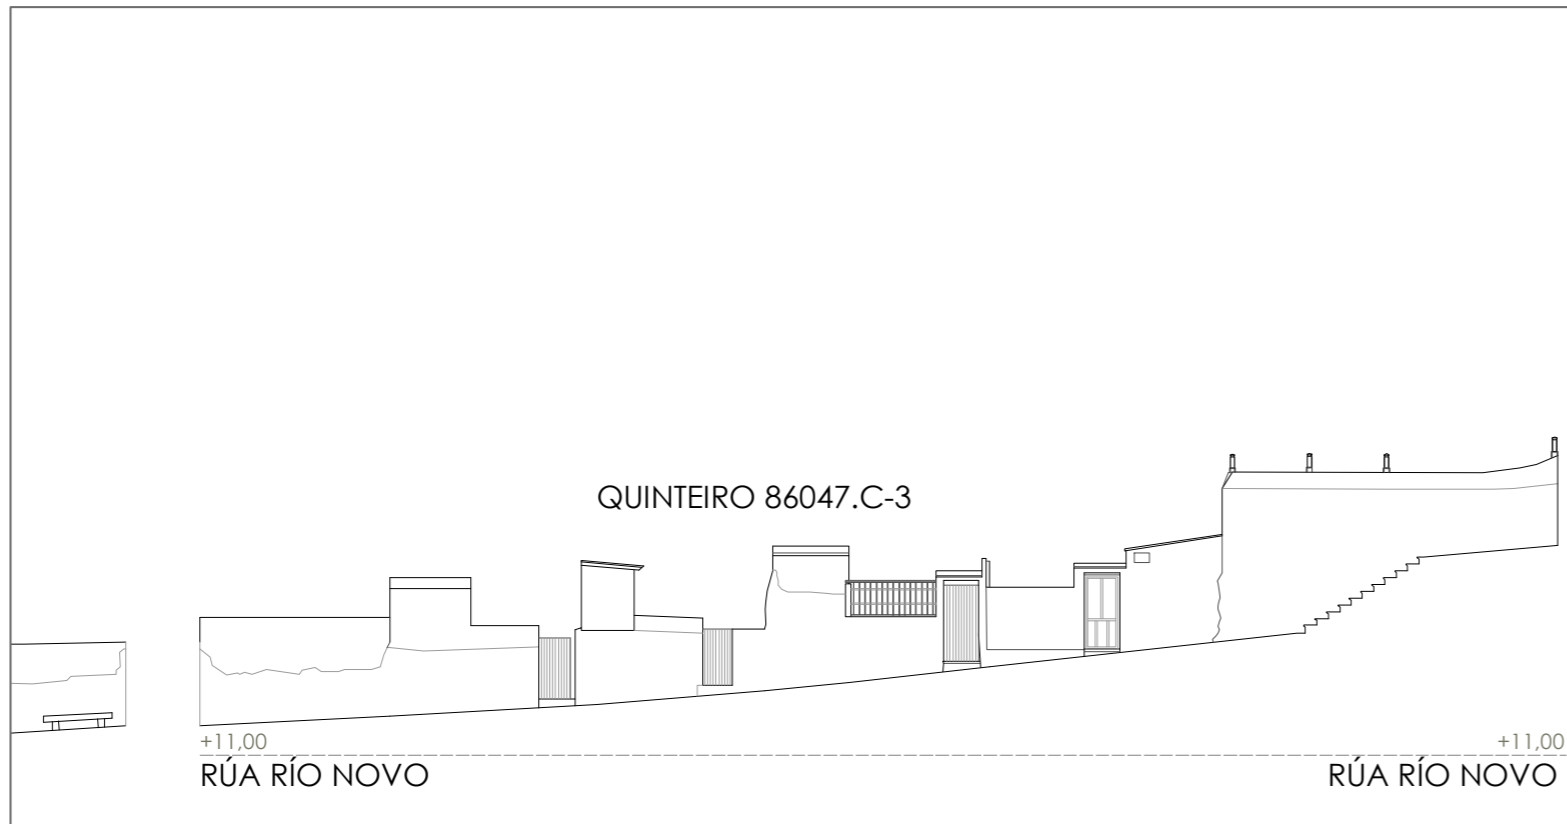 QUINTEIRO 86047.C-3
+11,00 +11,00
RÚA RÍO NOVO RÚA RÍO NOVO